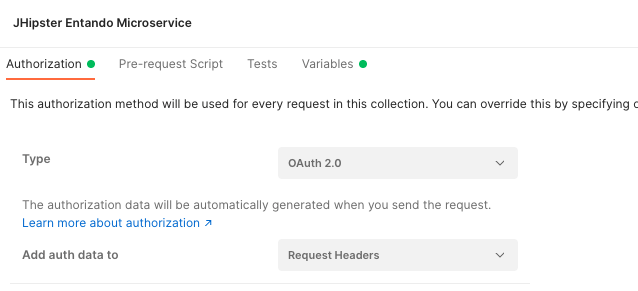 JHipster Entando Microservice
Authorization Pre-request Script Tests Variables
This authorization method will be used for every request in this collection. You can override this by specifying
Type OAuth 2.0
The authorization data will be automatically generated when you send the request.
Learn more about authorization ↗
Add auth data to Request Headers